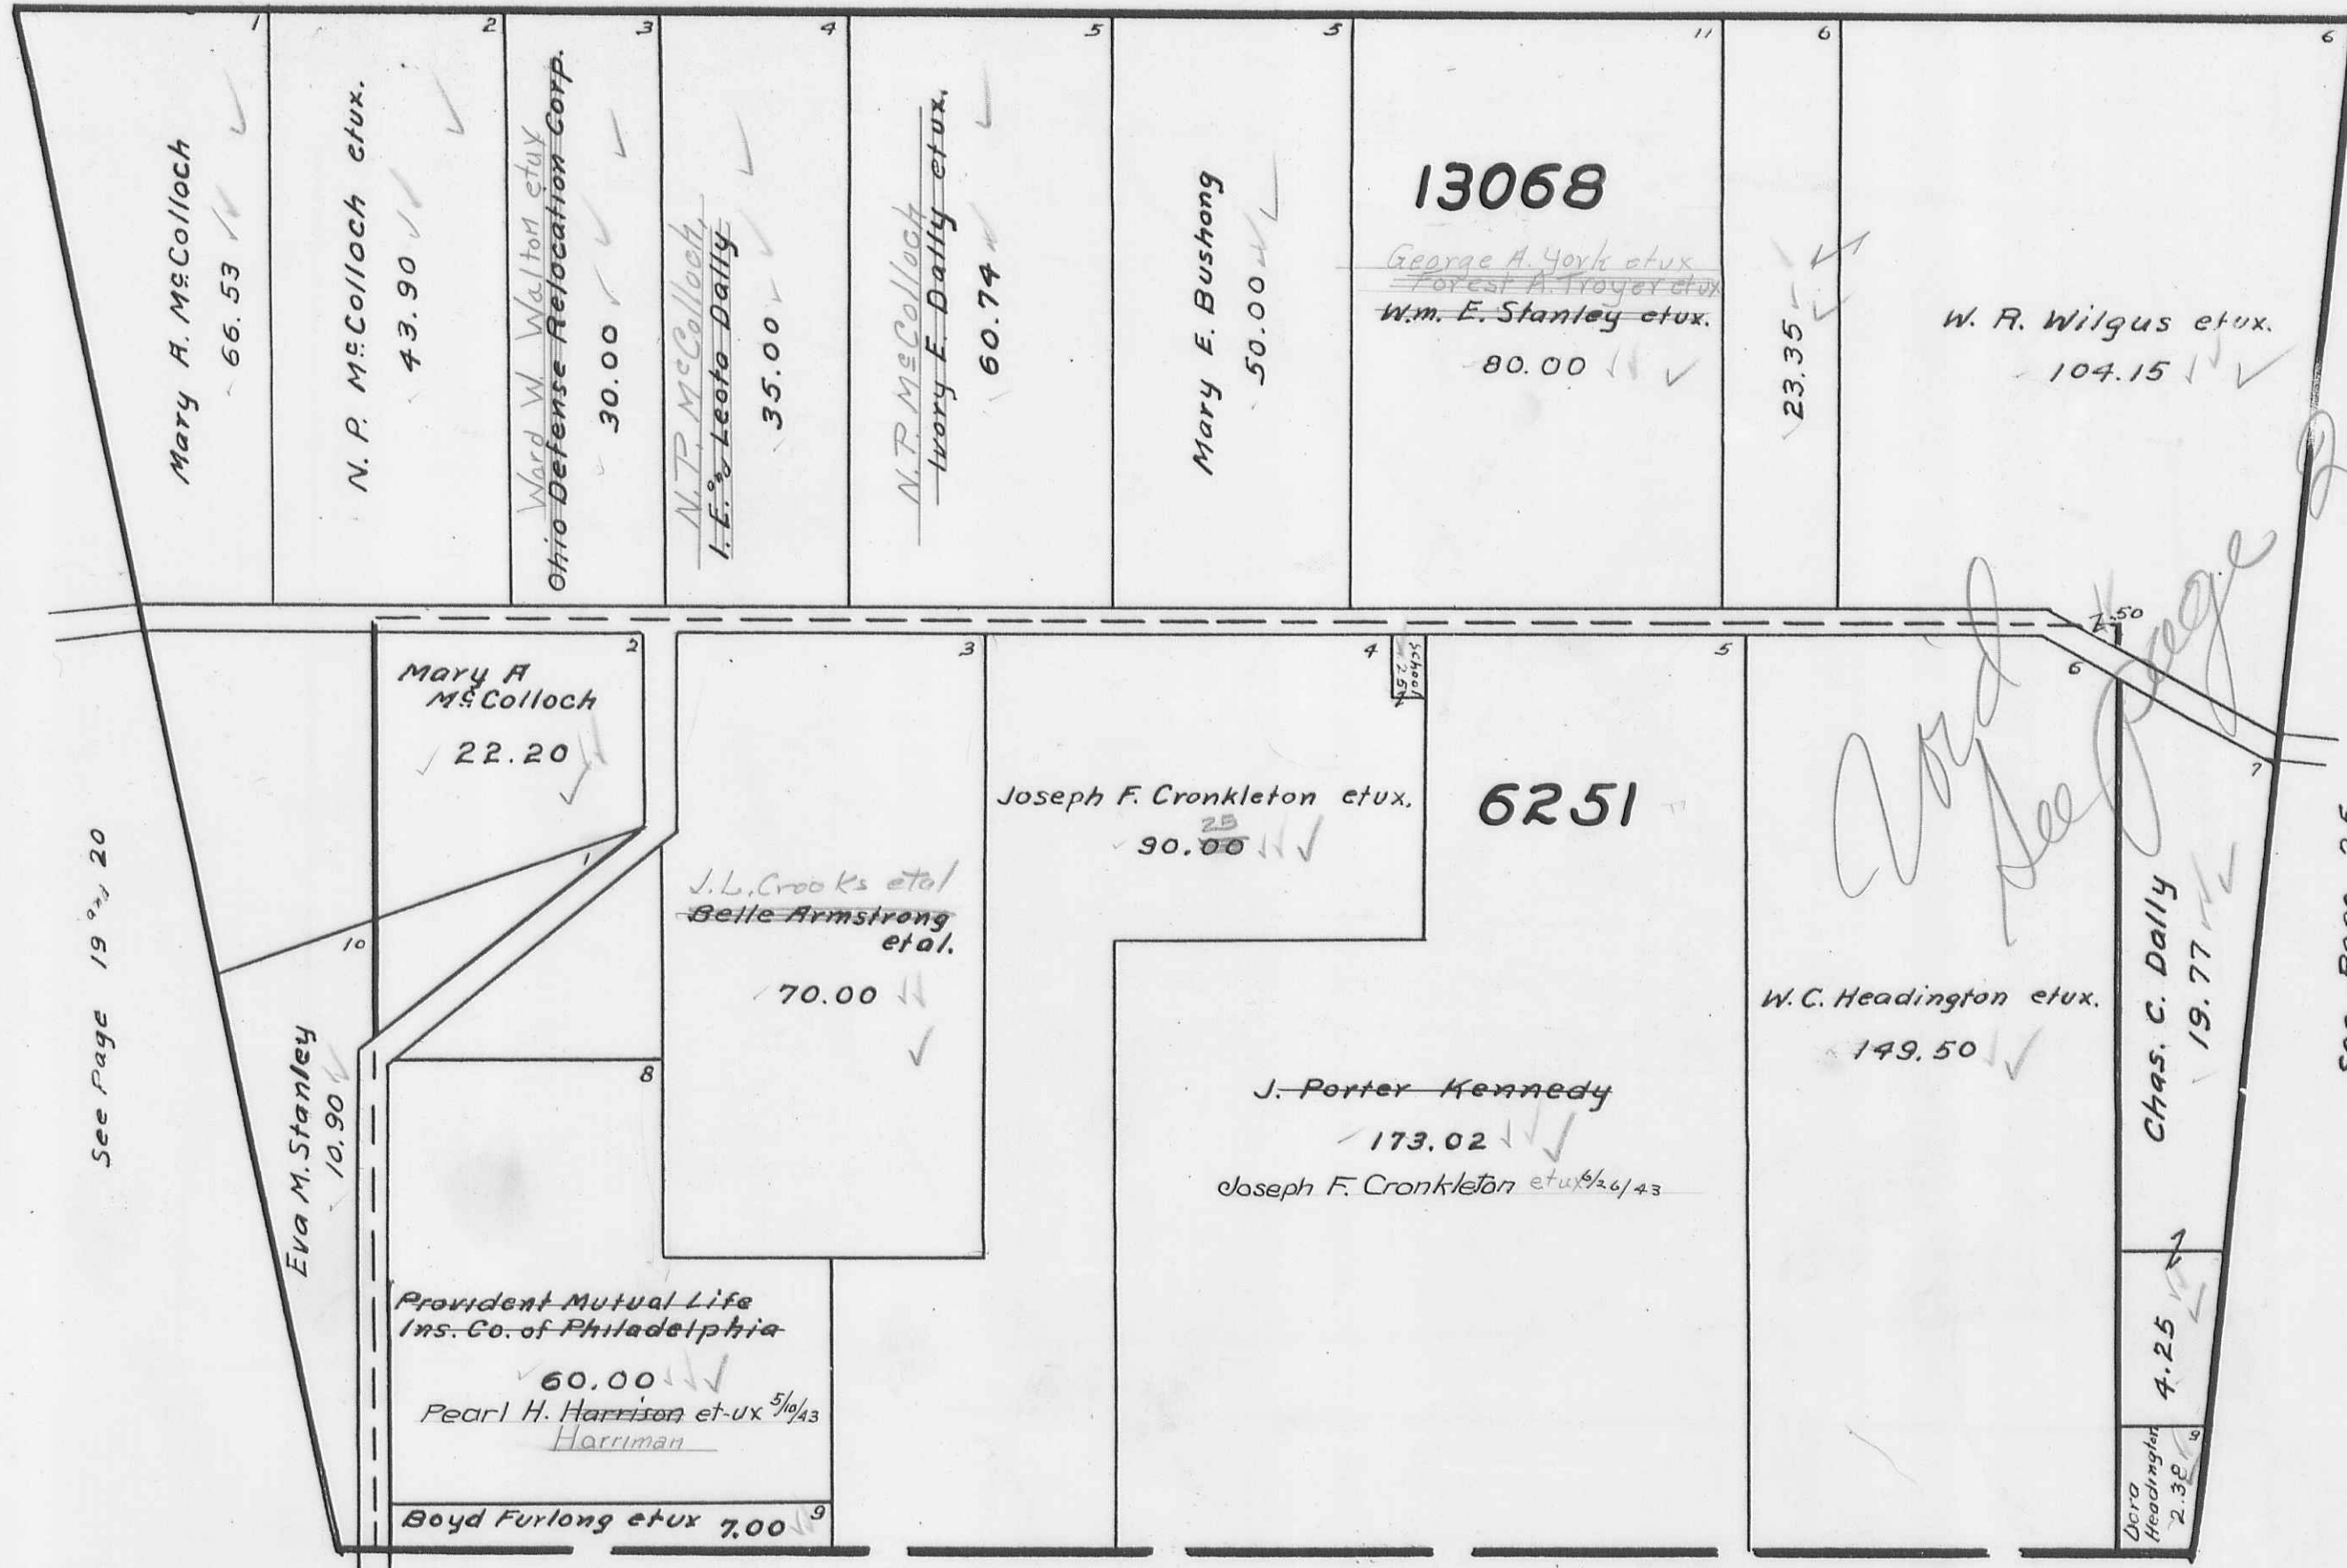 1
2
3
4
5
5
11
6
6
Mary A. McColloch
66.53
N. P. McColloch etux.
43.90
Ward W. Walton etux
Ohio Defense Relocation Corp.
30.00
N.P. McColloch,
I. E. and Leota Dally
35.00
N.P. McColloch
Ivory E. Dally etux.
60.74
Mary E. Bushong
50.00
13068
George A. York etux
Forest A. Troyer etux
W.m. E. Stanley etux.
80.00
23.35
W. R. Wilgus etux.
104.15
.50
2
3
4
School
5
6
7
Mary A
McColloch
22.20
1
10
Joseph F. Cronkleton etux.
25
90.00
6251
Void
See page
J.L. Crooks etal
Belle Armstrong
etal.
70.00
W.C. Headington etux.
149.50
Chas. C. Dally
19.77
See Page 19 and 20
Eva M. Stanley
10.90
8
J. Porter Kennedy
173.02
Joseph F. Cronkleton etux 6/26/43
Provident Mutual Life
Ins. Co. of Philadelphia
60.00
Pearl H. Harrison et-ux 5/10/43
Harriman
4.25
Boyd Furlong etux 7.00 9
Dora
Headington
2.38